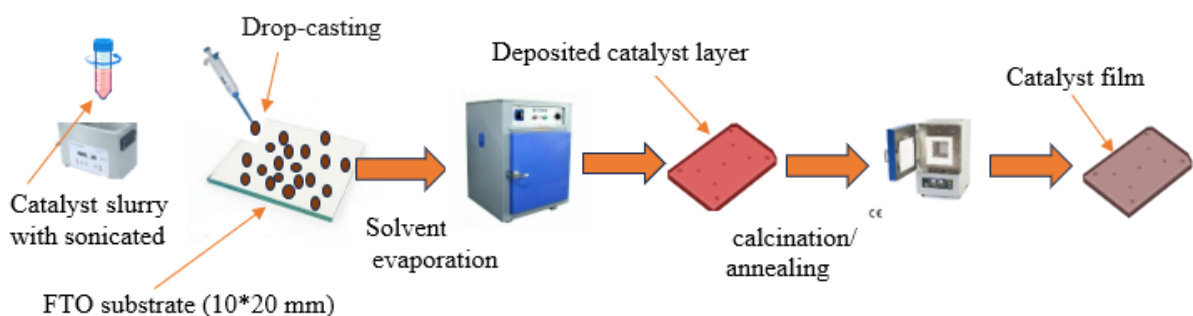 Drop-casting
Deposited catalyst layer
Catalyst film
Catalyst slurry
with sonicated
Solvent
evaporation
calcination/
annealing
CE
FTO substrate (10*20 mm)